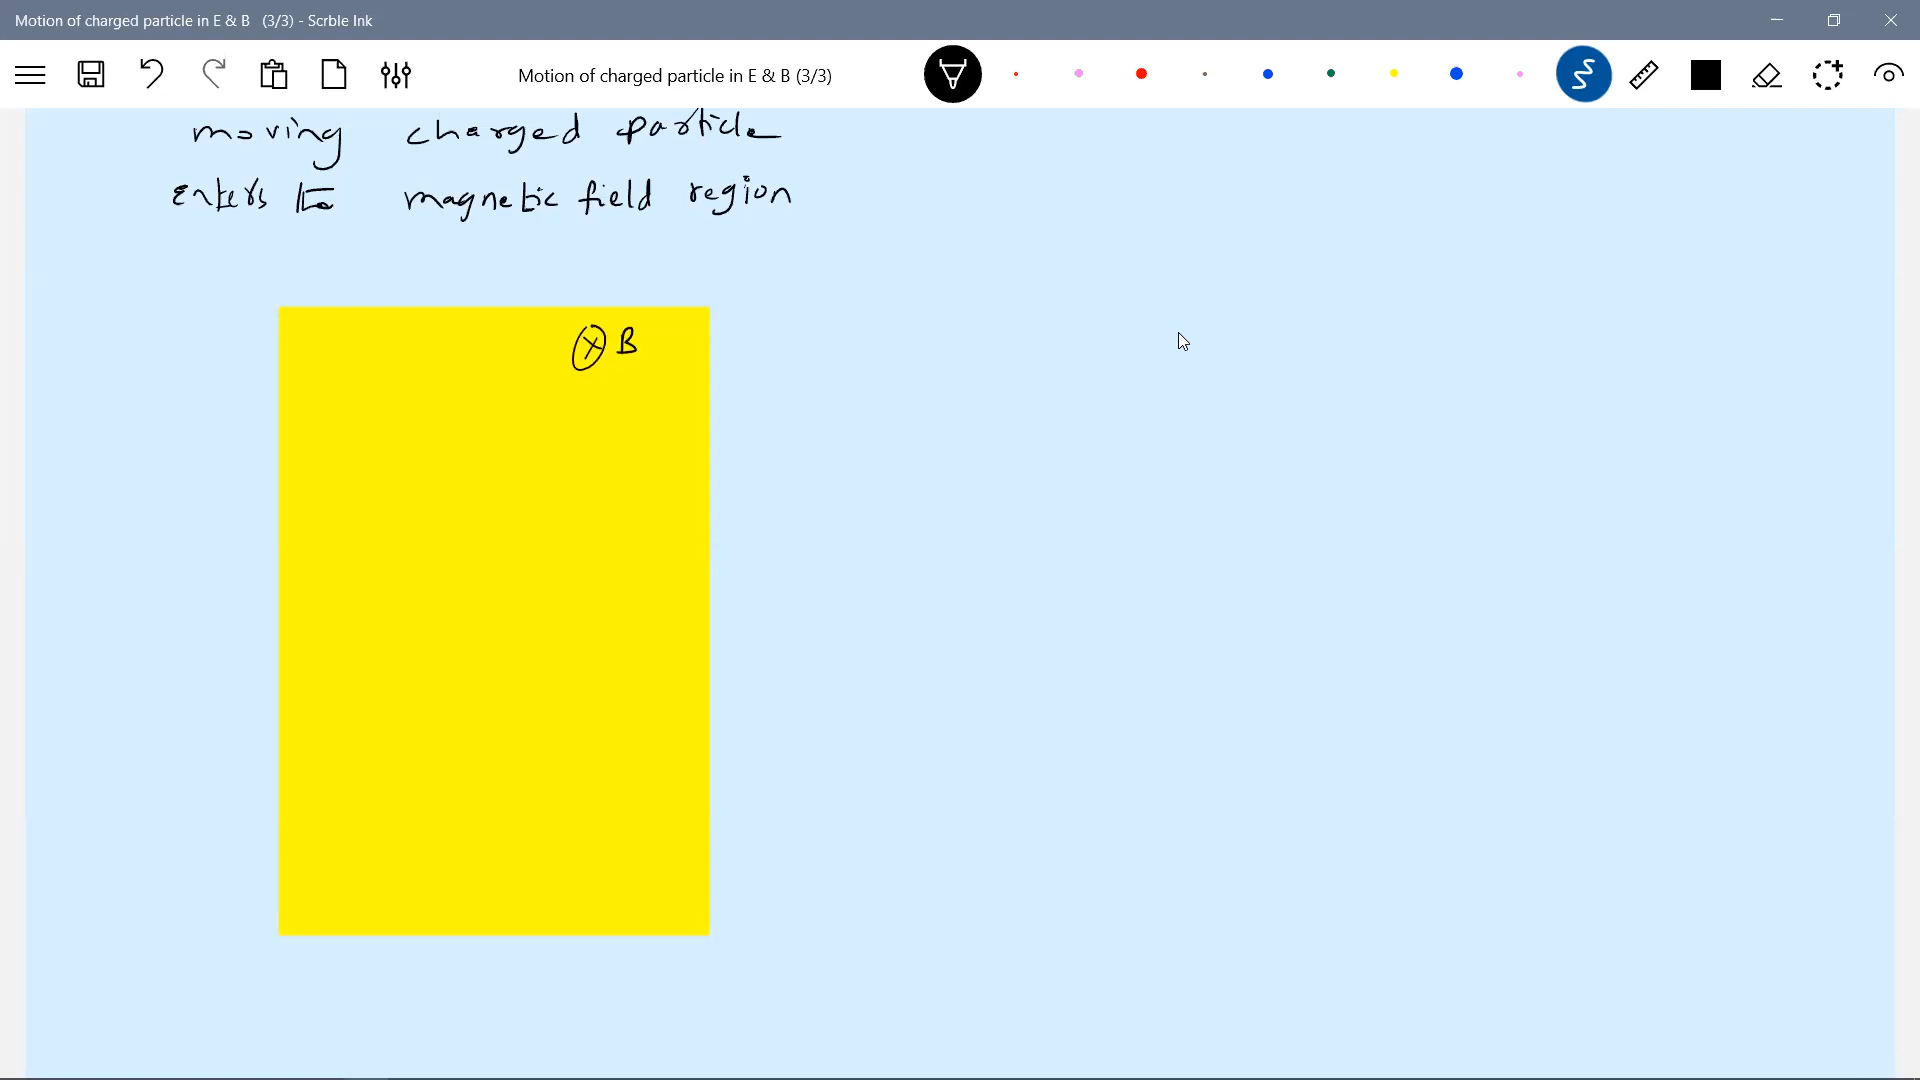 Motion of charged particle in E & B (3/3) - Scrble Ink
Motion of charged particle in E & B (3/3)
moving charged particle
enters magnetic field region
B